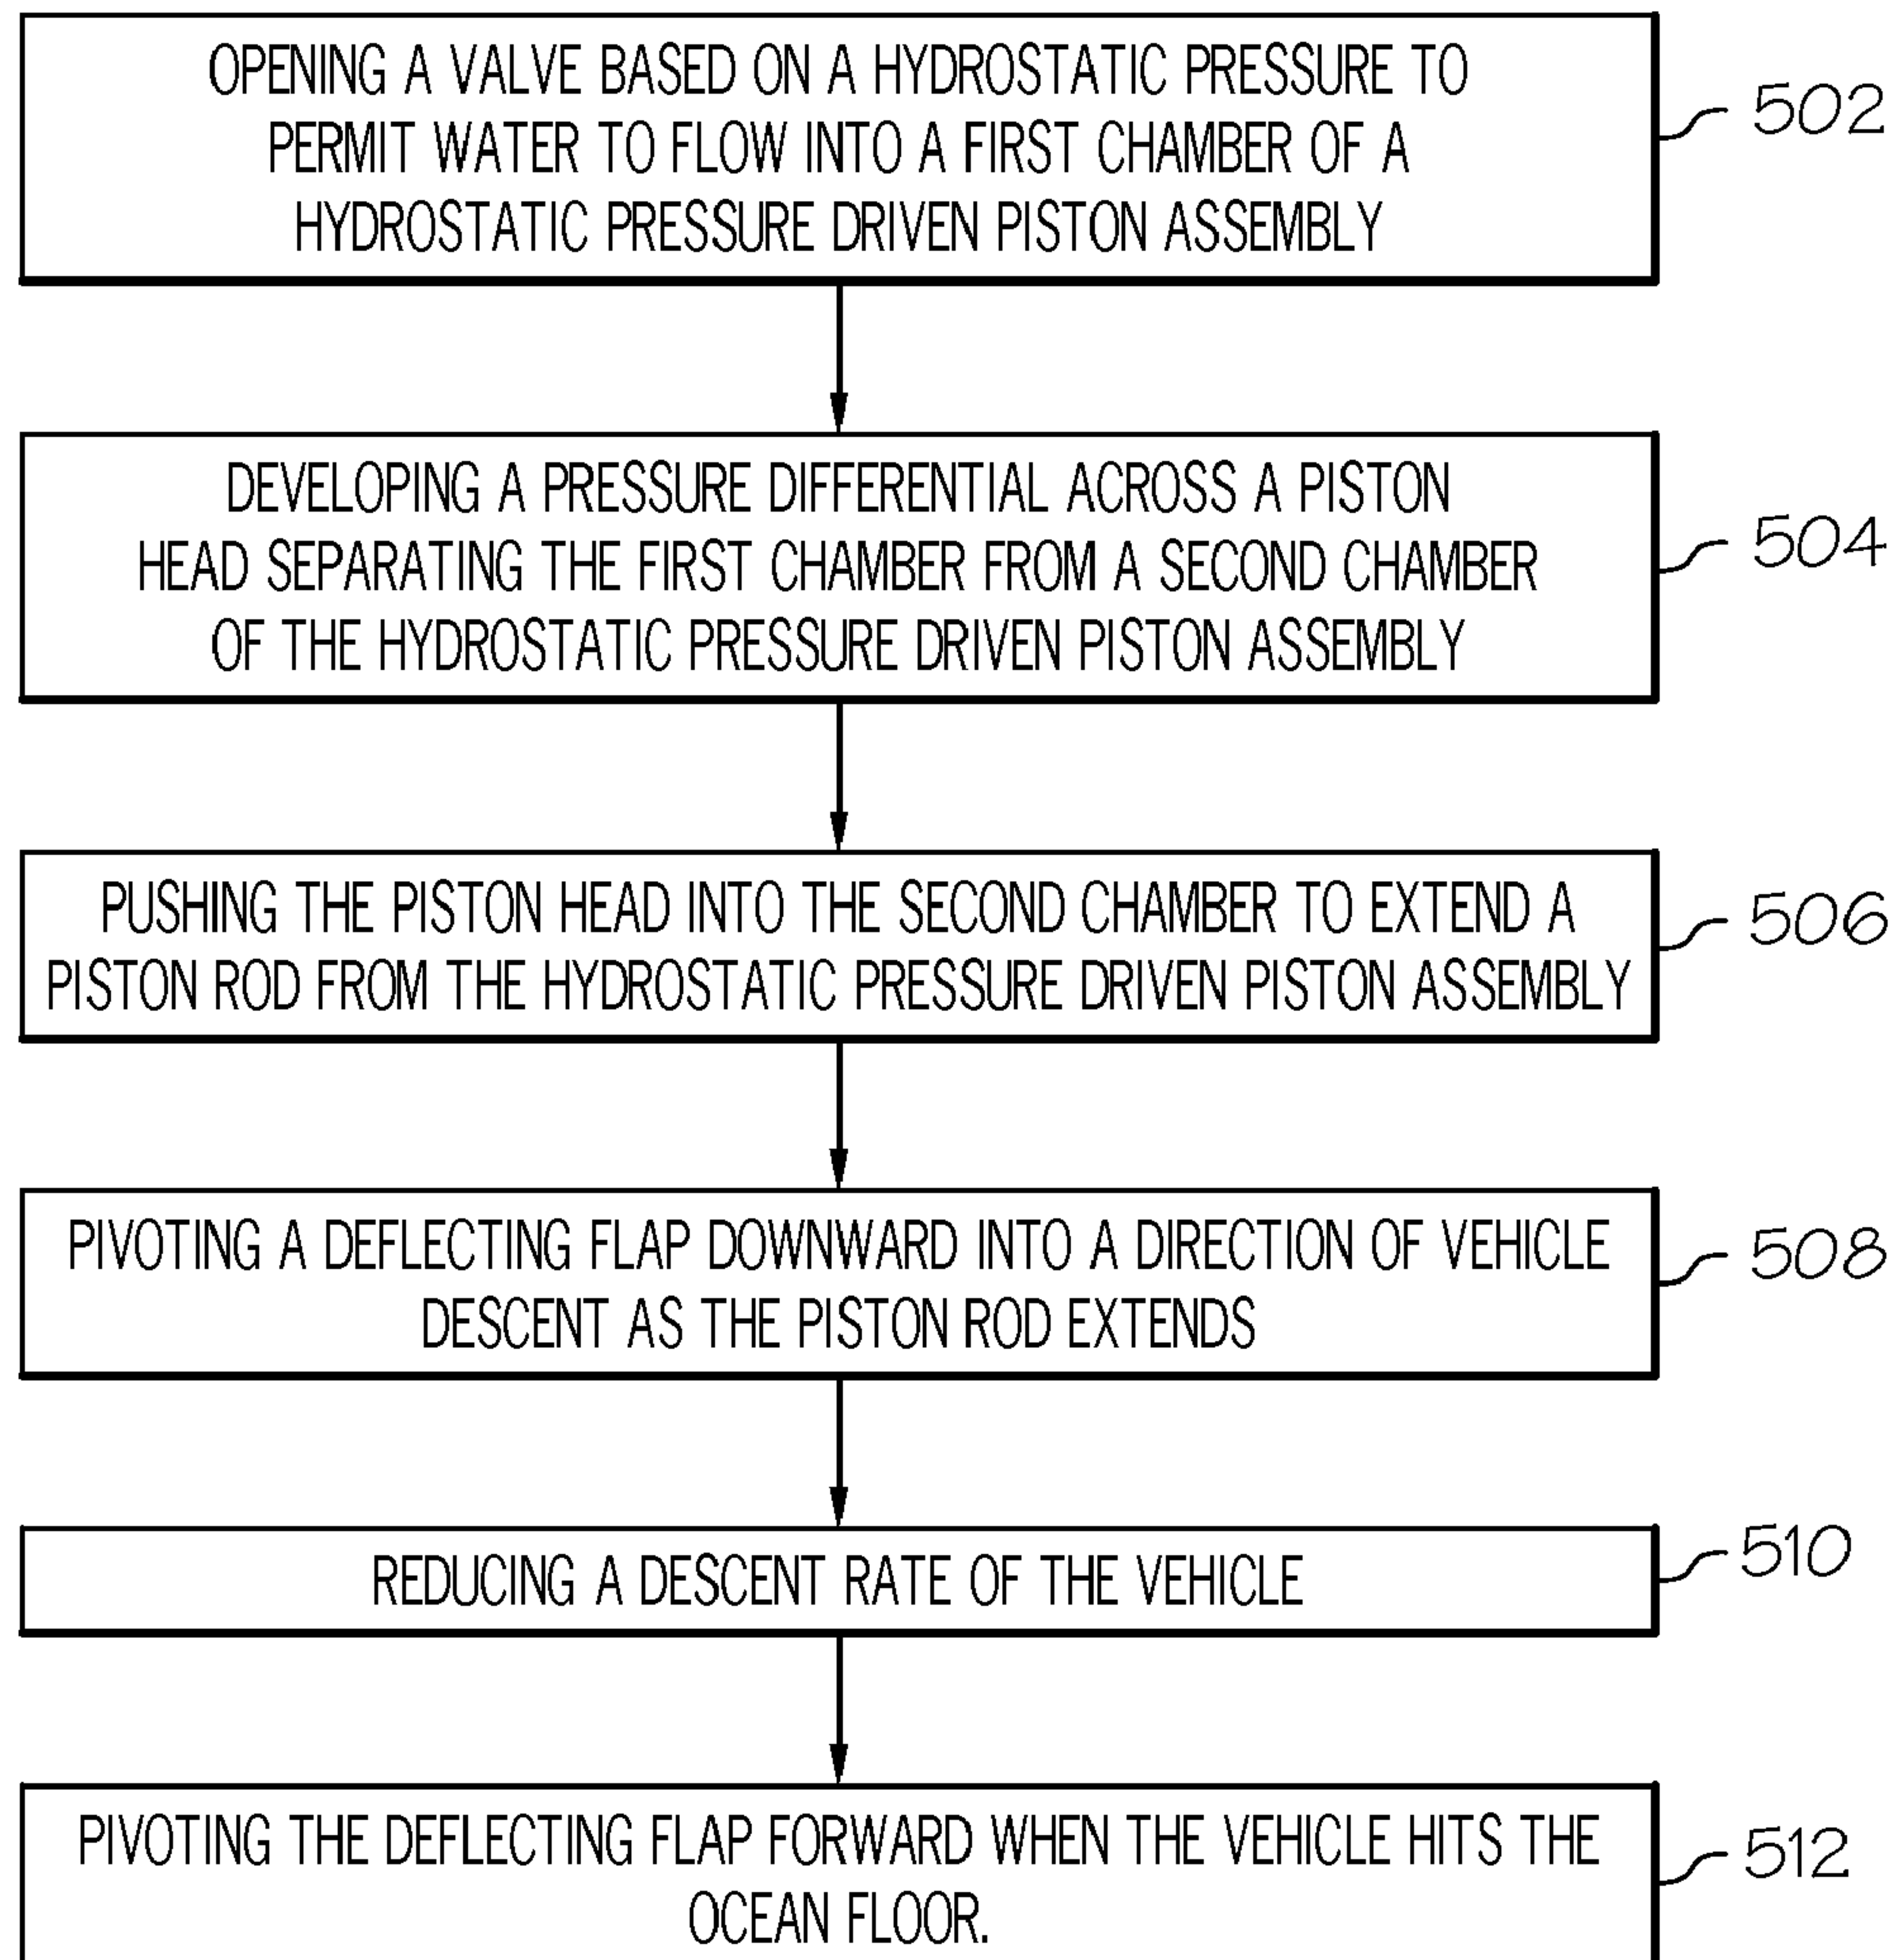 OPENING A VALVE BASED ON A HYDROSTATIC PRESSURE TO
PERMIT WATER TO FLOW INTO A FIRST CHAMBER OF A
HYDROSTATIC PRESSURE DRIVEN PISTON ASSEMBLY
502
DEVELOPING A PRESSURE DIFFERENTIAL ACROSS A PISTON
HEAD SEPARATING THE FIRST CHAMBER FROM A SECOND CHAMBER
OF THE HYDROSTATIC PRESSURE DRIVEN PISTON ASSEMBLY
504
PUSHING THE PISTON HEAD INTO THE SECOND CHAMBER TO EXTEND A
PISTON ROD FROM THE HYDROSTATIC PRESSURE DRIVEN PISTON ASSEMBLY
506
PIVOTING A DEFLECTING FLAP DOWNWARD INTO A DIRECTION OF VEHICLE
DESCENT AS THE PISTON ROD EXTENDS
508
REDUCING A DESCENT RATE OF THE VEHICLE
510
PIVOTING THE DEFLECTING FLAP FORWARD WHEN THE VEHICLE HITS THE
OCEAN FLOOR.
512